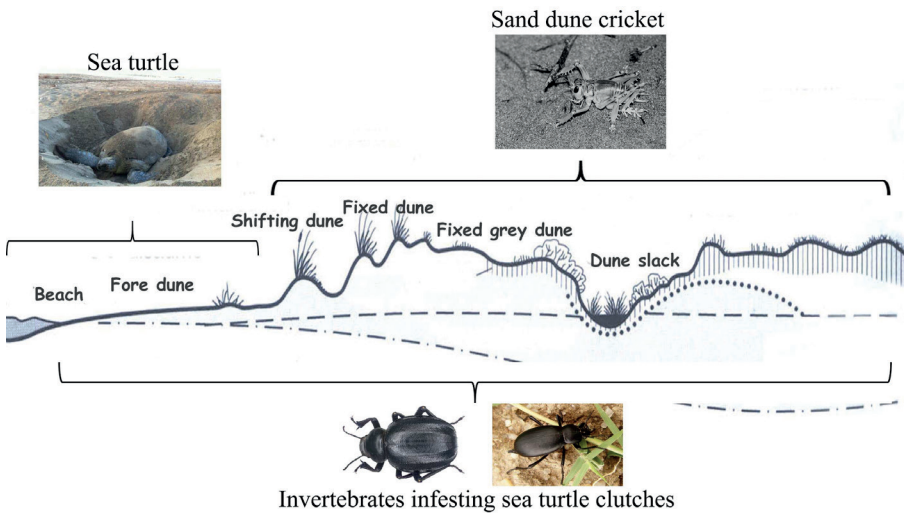 Sand dune cricket
Sea turtle
Shifting dune
Fixed dune
Fixed grey dune
Dune slack
Beach
Fore dune
Invertebrates infesting sea turtle clutches